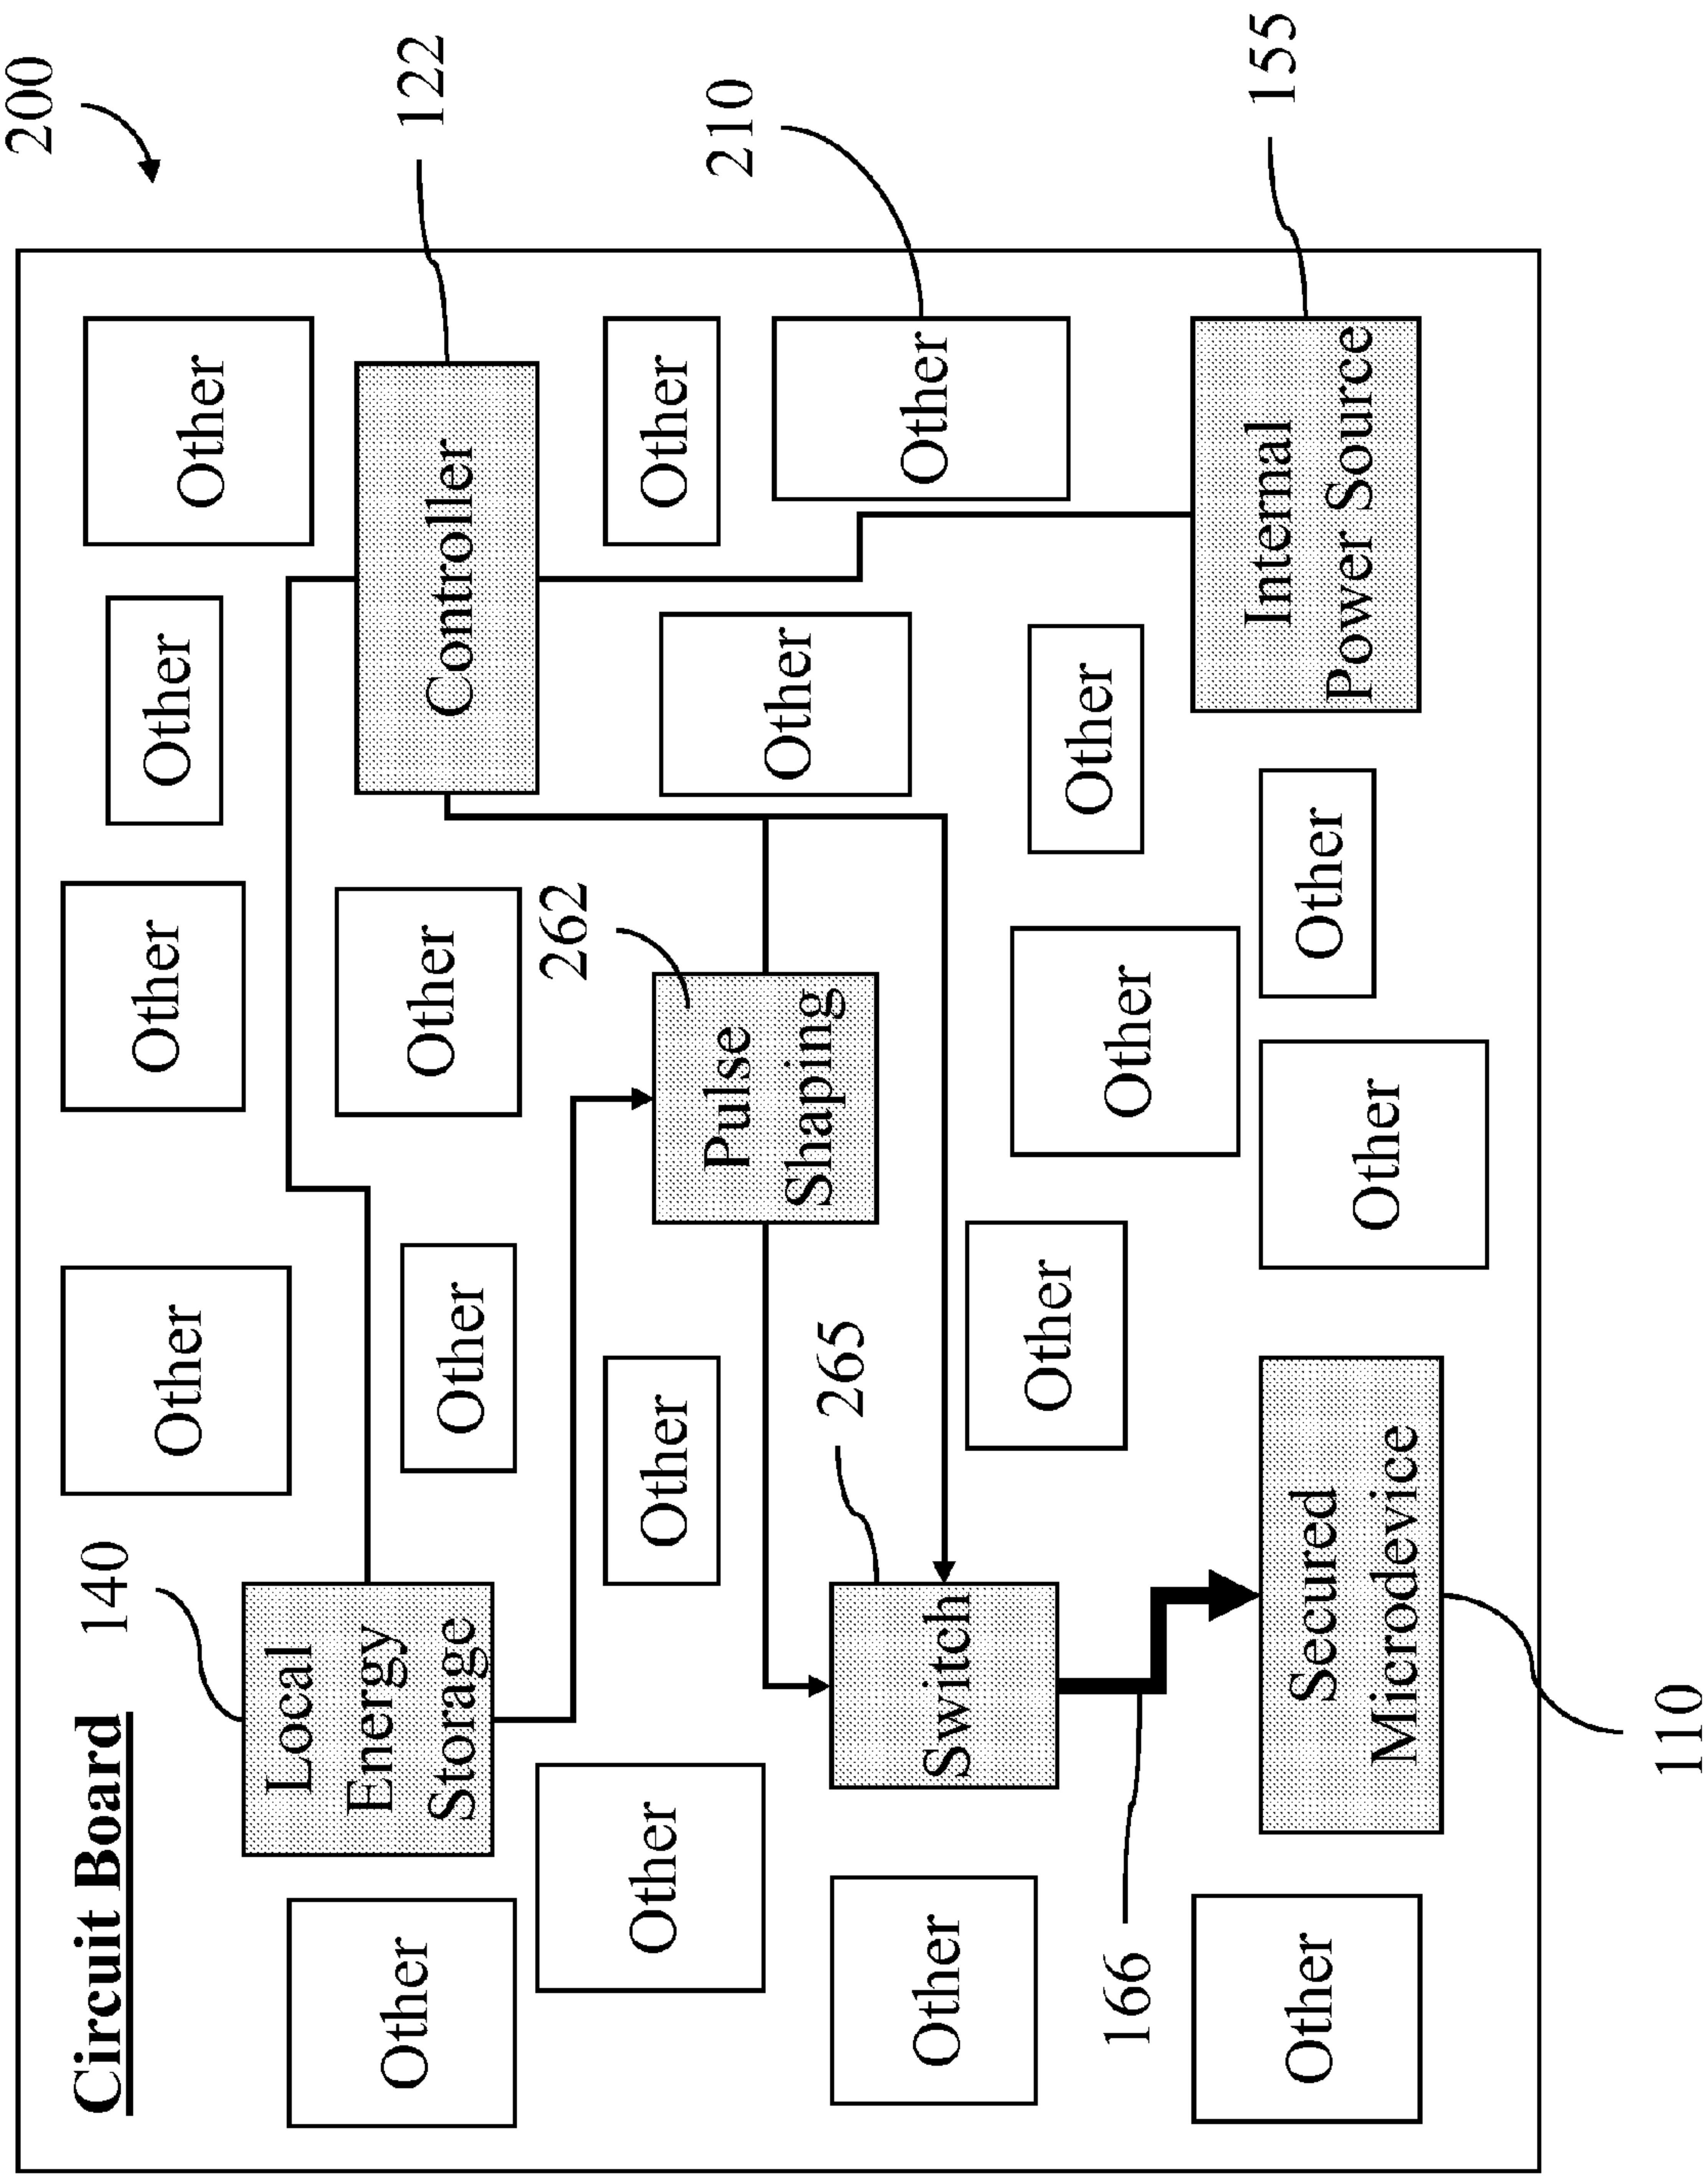 200
Circuit Board
140
Other
Other
Other
Other
Local
Energy
Storage
Other
Other
Other
Controller
122
262
Other
Other
Other
Pulse
Shaping
210
Other
265
Other
Switch
Other
Other
Other
Other
166
155
Other
Secured
Microdevice
Other
Other
Internal
Power Source
110